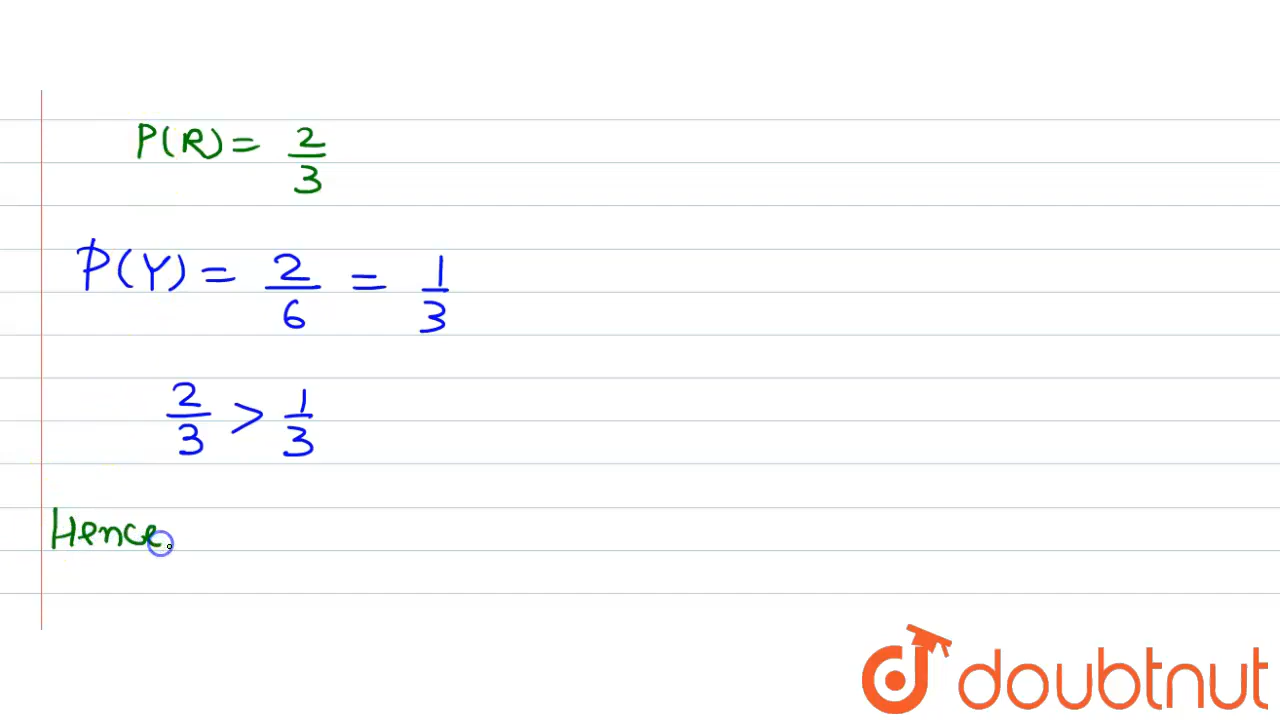 P(R) = 2/3
P(Y) = 2/6 = 1/3
2/3 > 1/3
Hence,
doubtnut